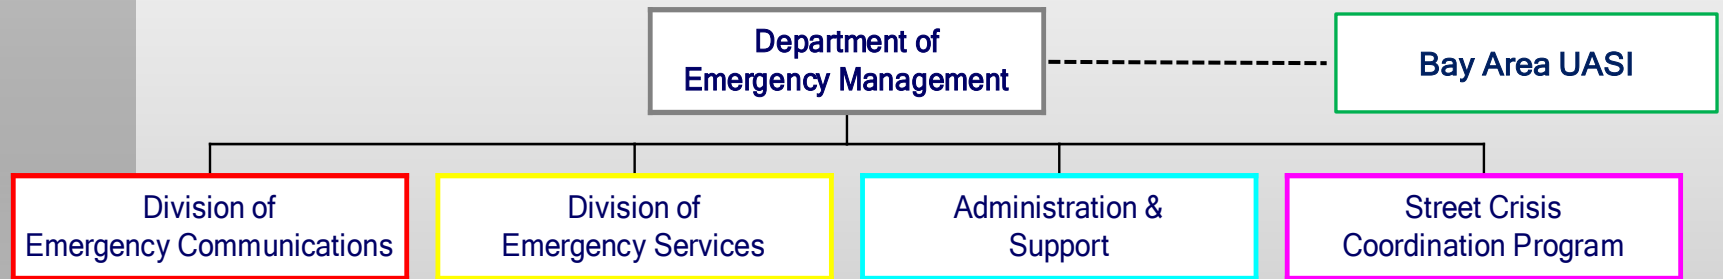 Department of
Emergency Management
Bay Area UASI
Division of
Emergency Communications
Division of
Emergency Services
Administration &
Support
Street Crisis
Coordination Program